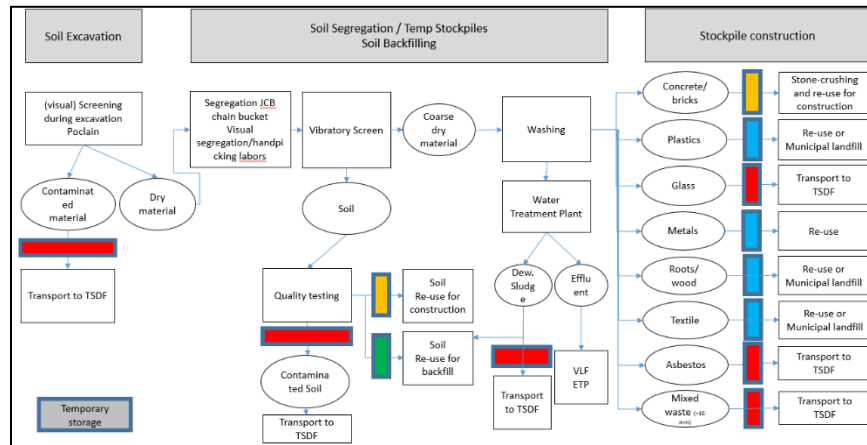 Soil Excavation
Soil Segregation / Temp Stockpiles
Soil Backfilling
Stockpile construction
(visual) Screening
during excavation
Poclain
Contaminat
ed
material
Dry
material
Transport to TSDF
Segregation JCB
chain bucket
Visual
segregation/handpi
cking labors
Vibratory Screen
Coarse
dry
material
Washing
Soil
Water
Treatment Plant
Quality testing
Soil
Re-use for
construction
Soil
Re-use for
backfill
Dew.
Sludg
e
Efflu
ent
Contamina
ted Soil
Transport to
TSDF
Transport
to TSDF
VLF
ETP
Concrete/
bricks
Stone-crushing
and re-use for
construction
Plastics
Re-use or
Municipal landfill
Glass
Transport to
TSDF
Metals
Re-use
Roots/
wood
Re-use or
Municipal landfill
Textile
Re-use or
Municipal landfill
Asbestos
Transport to
TSDF
Mixed
waste (>16
mm)
Transport to
TSDF
Temporary
storage